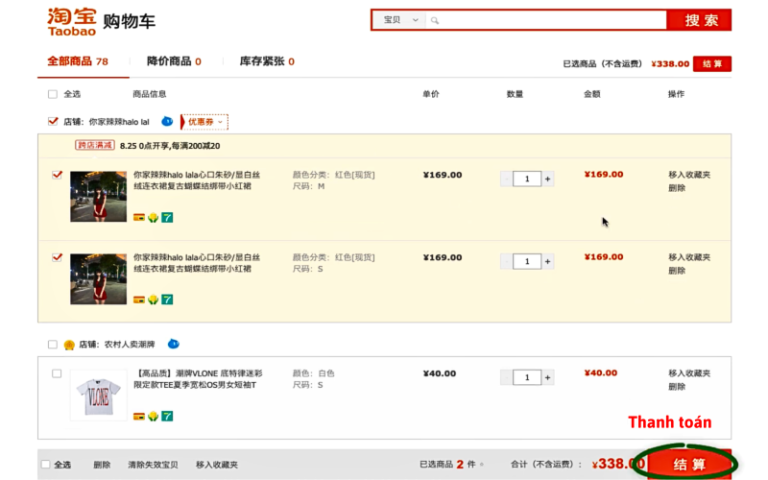 淘宝 购物车
Taobao
宝贝
搜索
全部商品 78 降价商品 0 库存紧张 0
已选商品（不含运费） ¥338.00 结算
全选 商品信息 单价 数量 金额 操作
店铺：你家辣辣halo lal 优惠券
跨店满减 8.25 0点开享,每满200减20
你家辣辣halo lala心口朱砂/显白丝 颜色分类：红色[现货] ¥169.00 - 1 + ¥169.00 移入收藏夹
绒连衣裙复古蝴蝶结绑带小红裙 尺码：M 删除
7
你家辣辣halo lala心口朱砂/显白丝 颜色分类：红色[现货] ¥169.00 - 1 + ¥169.00 移入收藏夹
绒连衣裙复古蝴蝶结绑带小红裙 尺码：S 删除
7
店铺：农村人卖潮牌
【高品质】潮牌VLONE 底特律迷彩 颜色：白色 ¥40.00 - 1 + ¥40.00 移入收藏夹
限定款TEE夏季宽松OS男女短袖T 尺码：S 删除
VLONE
7
Thanh toán
全选 删除 清除失效宝贝 移入收藏夹 已选商品 2 件 合计（不含运费）： ¥338.00 结算